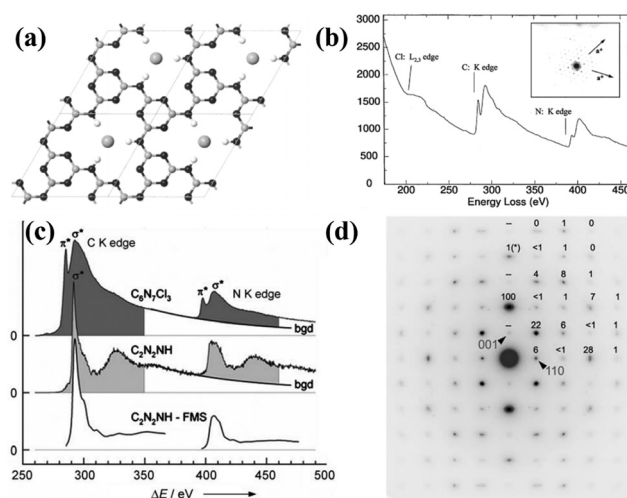 (a)
(b)
3000
2500
2000
1500
1000
500
0
Cl: L2,3 edge
C: K edge
N: K edge
a*
a*
200
250
300
350
400
450
Energy Loss (eV)
(c)
π* σ* C K edge
σ*
C6N7Cl3
π* σ* N K edge
bgd
0
C2N2NH
bgd
0
C2N2NH - FMS
0
250 300 350 400 450 500
ΔE / eV
(d)
– 0 1 0
1(*) <1 1 0
– 4 8 1
100 <1 1 7 1
– 22 6 <1 1
001
6 <1 28 1
110